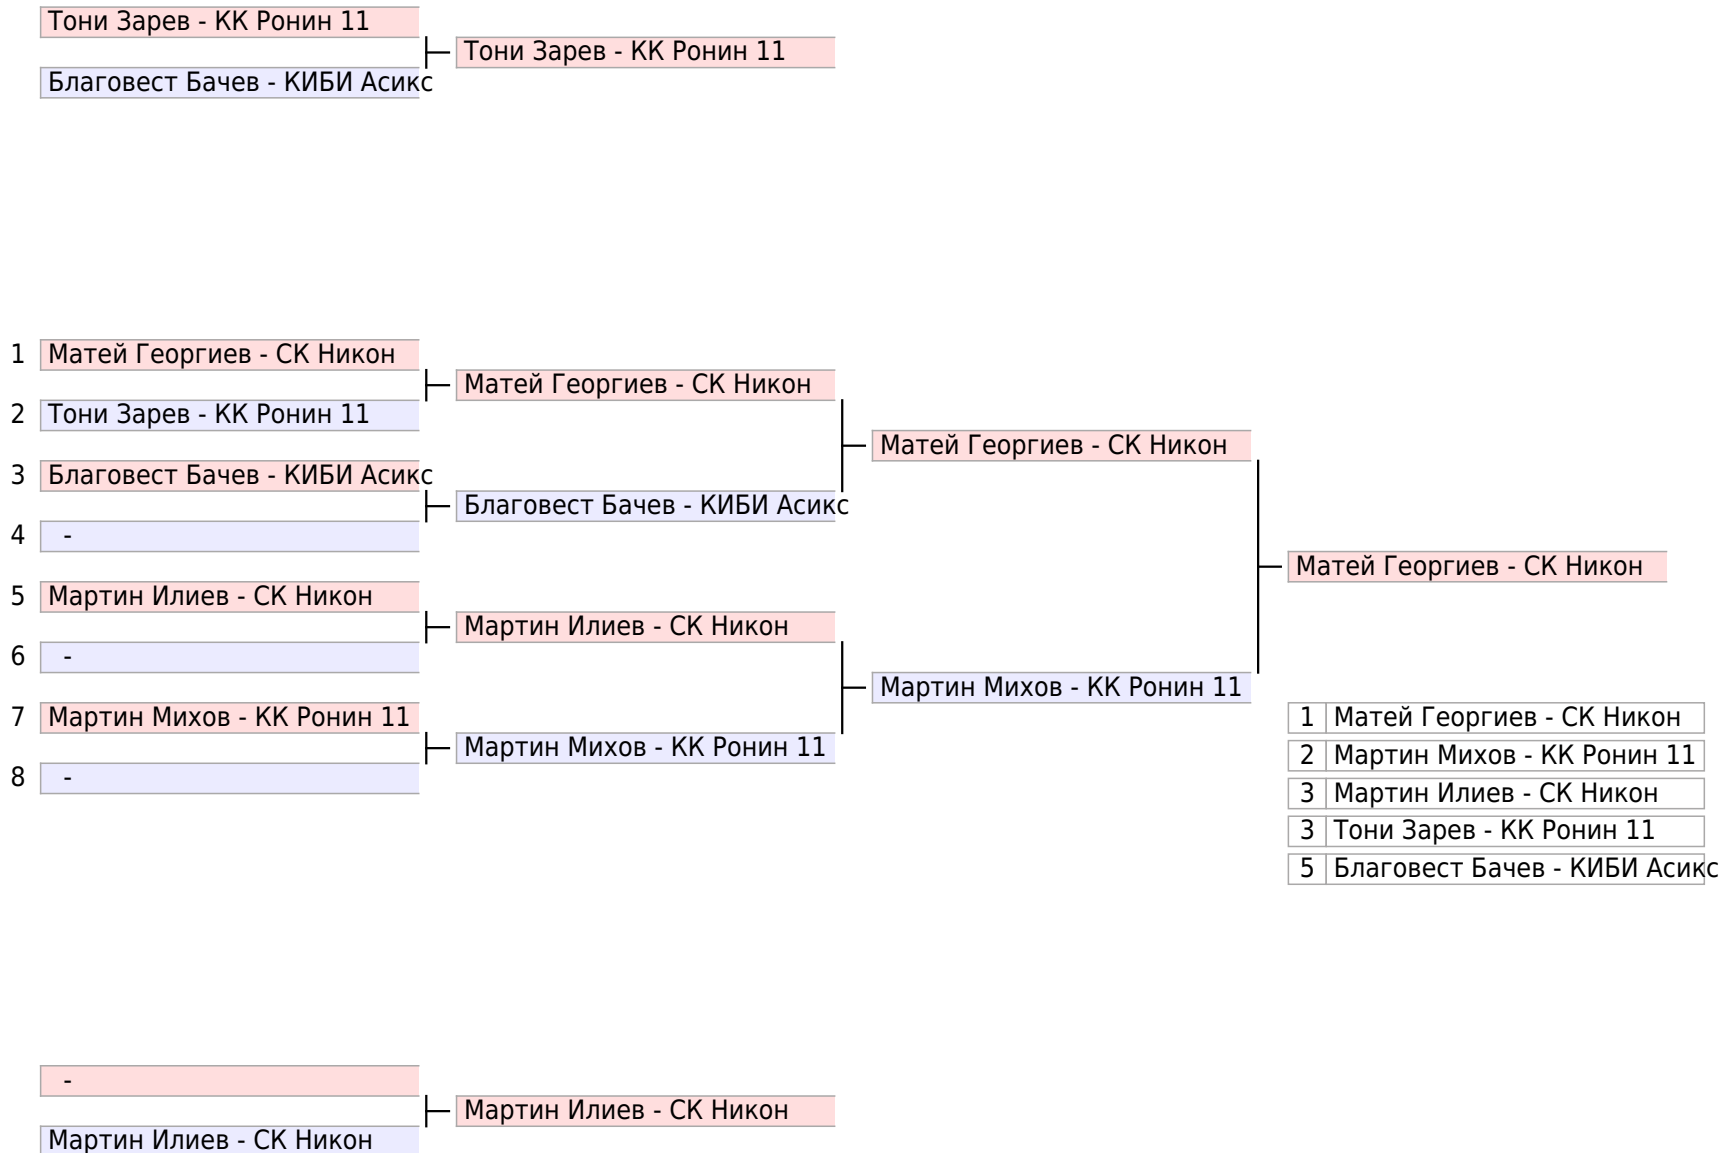 Тони Зарев - КК Ронин 11
Тони Зарев - КК Ронин 11
Благовест Бачев - КИБИ Асикс
1 Матей Георгиев - СК Никон
Матей Георгиев - СК Никон
2 Тони Зарев - КК Ронин 11
Матей Георгиев - СК Никон
3 Благовест Бачев - КИБИ Асикс
Благовест Бачев - КИБИ Асикс
4 -
Матей Георгиев - СК Никон
5 Мартин Илиев - СК Никон
Мартин Илиев - СК Никон
6 -
Мартин Михов - КК Ронин 11
7 Мартин Михов - КК Ронин 11
Мартин Михов - КК Ронин 11
8 -
1 Матей Георгиев - СК Никон
2 Мартин Михов - КК Ронин 11
3 Мартин Илиев - СК Никон
3 Тони Зарев - КК Ронин 11
5 Благовест Бачев - КИБИ Асикс
-
Мартин Илиев - СК Никон
Мартин Илиев - СК Никон